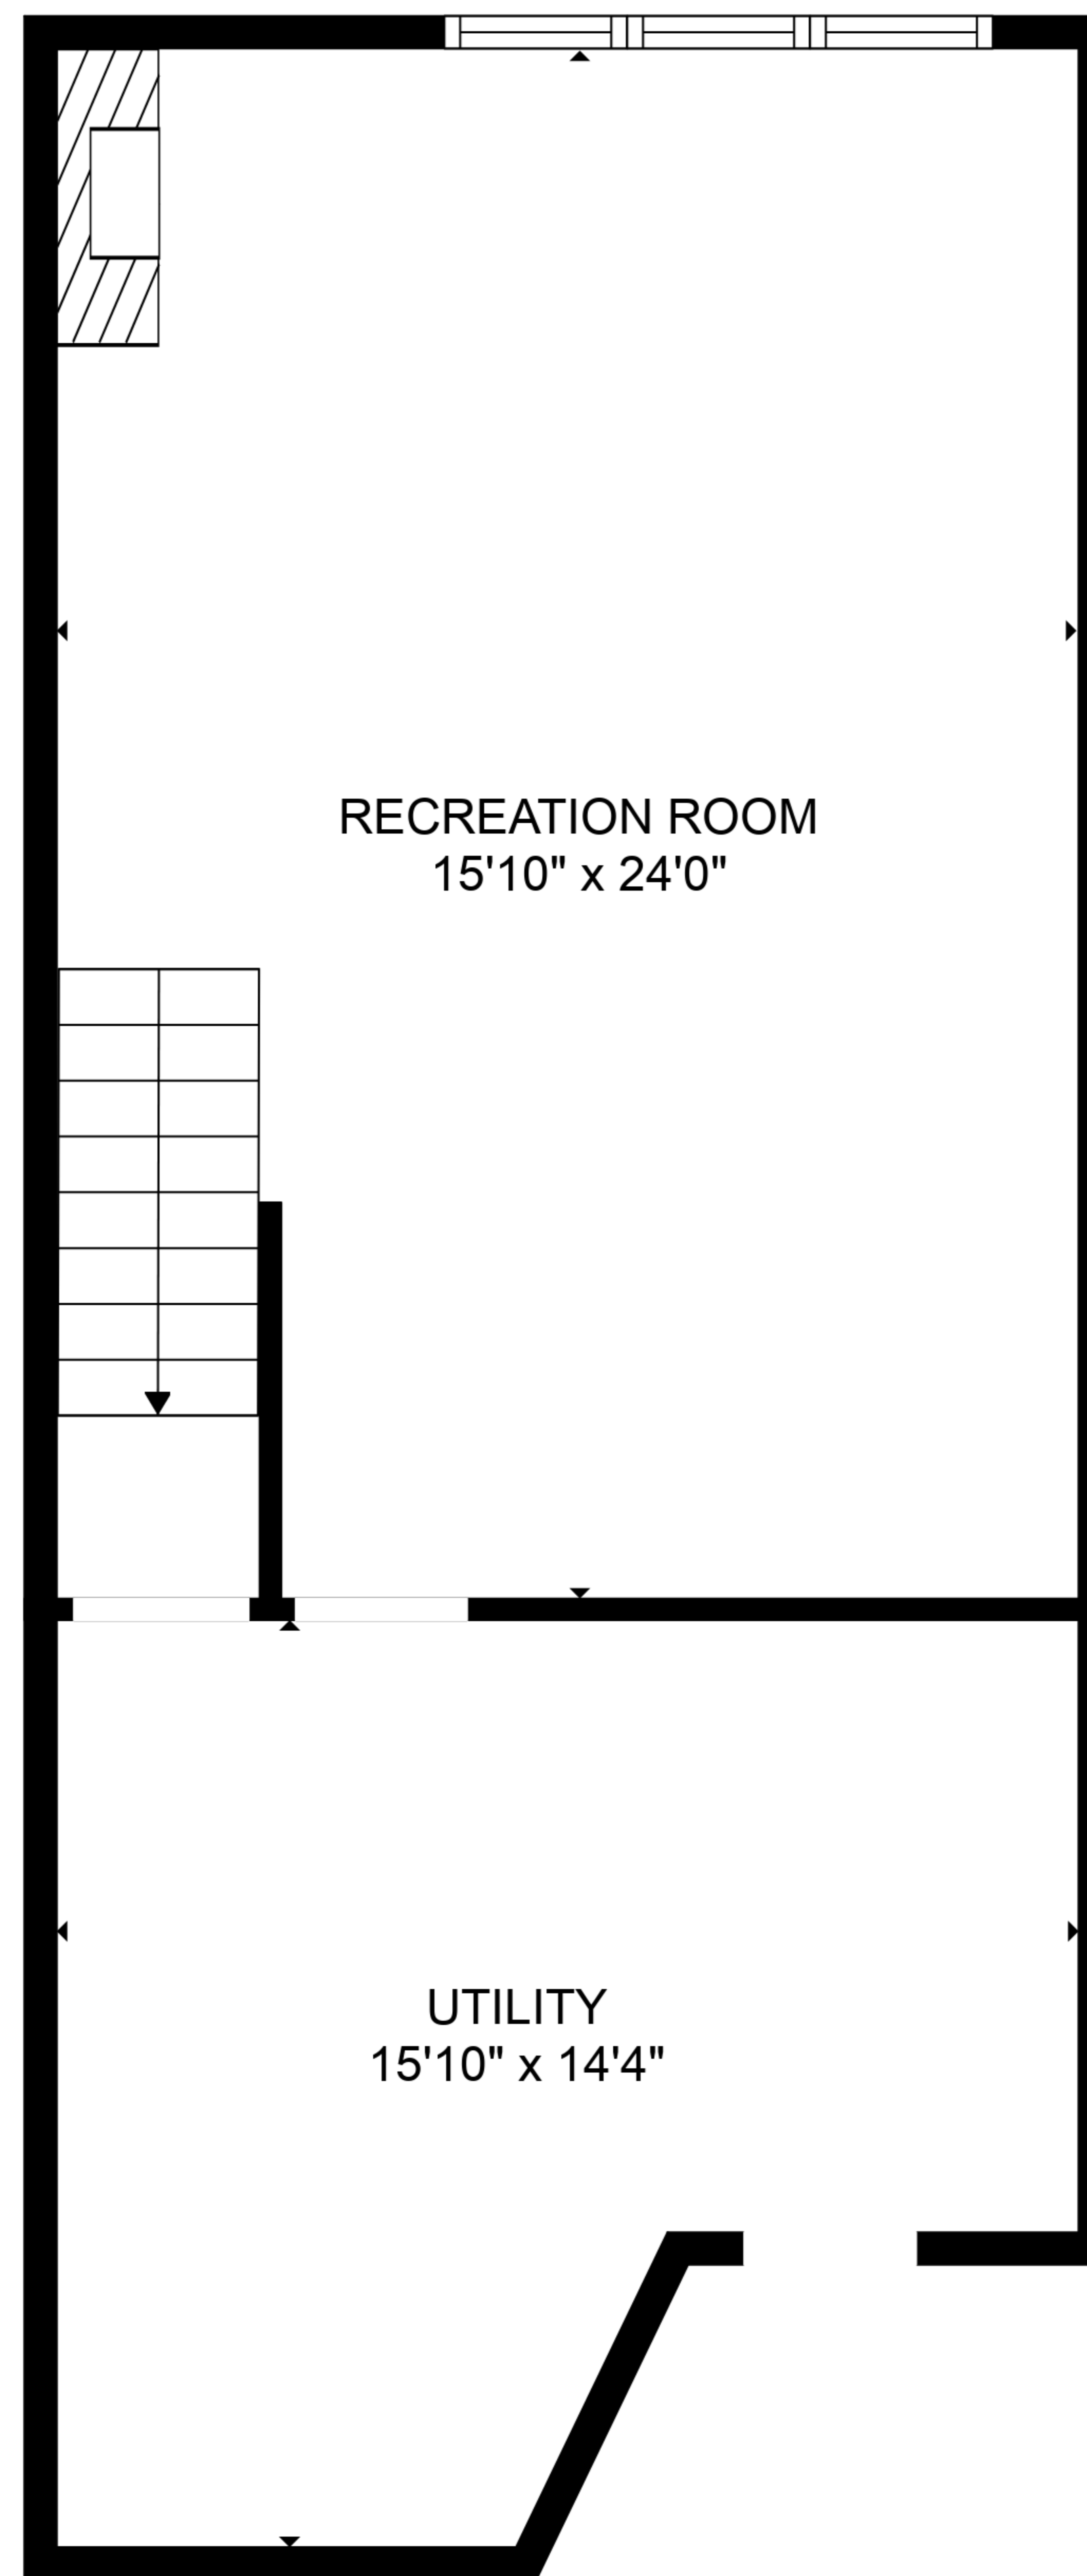 RECREATION ROOM
15'10" x 24'0"
UTILITY
15'10" x 14'4"